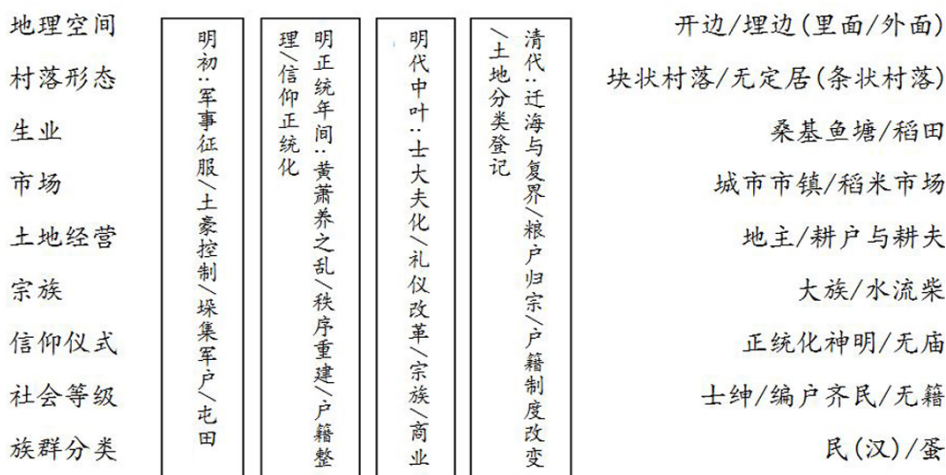 地理空间
村落形态
生业
市场
土地经营
宗族
信仰仪式
社会等级
族群分类
明初：军事征服/土豪控制/垛集军户/屯田
明正统年间：黄萧养之乱/秩序重建/户籍整
理/信仰正统化
明代中叶：士大夫化/礼仪改革/宗族/商业
清代：迁海与复界/粮户归宗/户籍制度改变
/土地分类登记
开边/埋边(里面/外面)
块状村落/无定居(条状村落)
桑基鱼塘/稻田
城市市镇/稻米市场
地主/耕户与耕夫
大族/水流柴
正统化神明/无庙
士绅/编户齐民/无籍
民(汉)/蛋